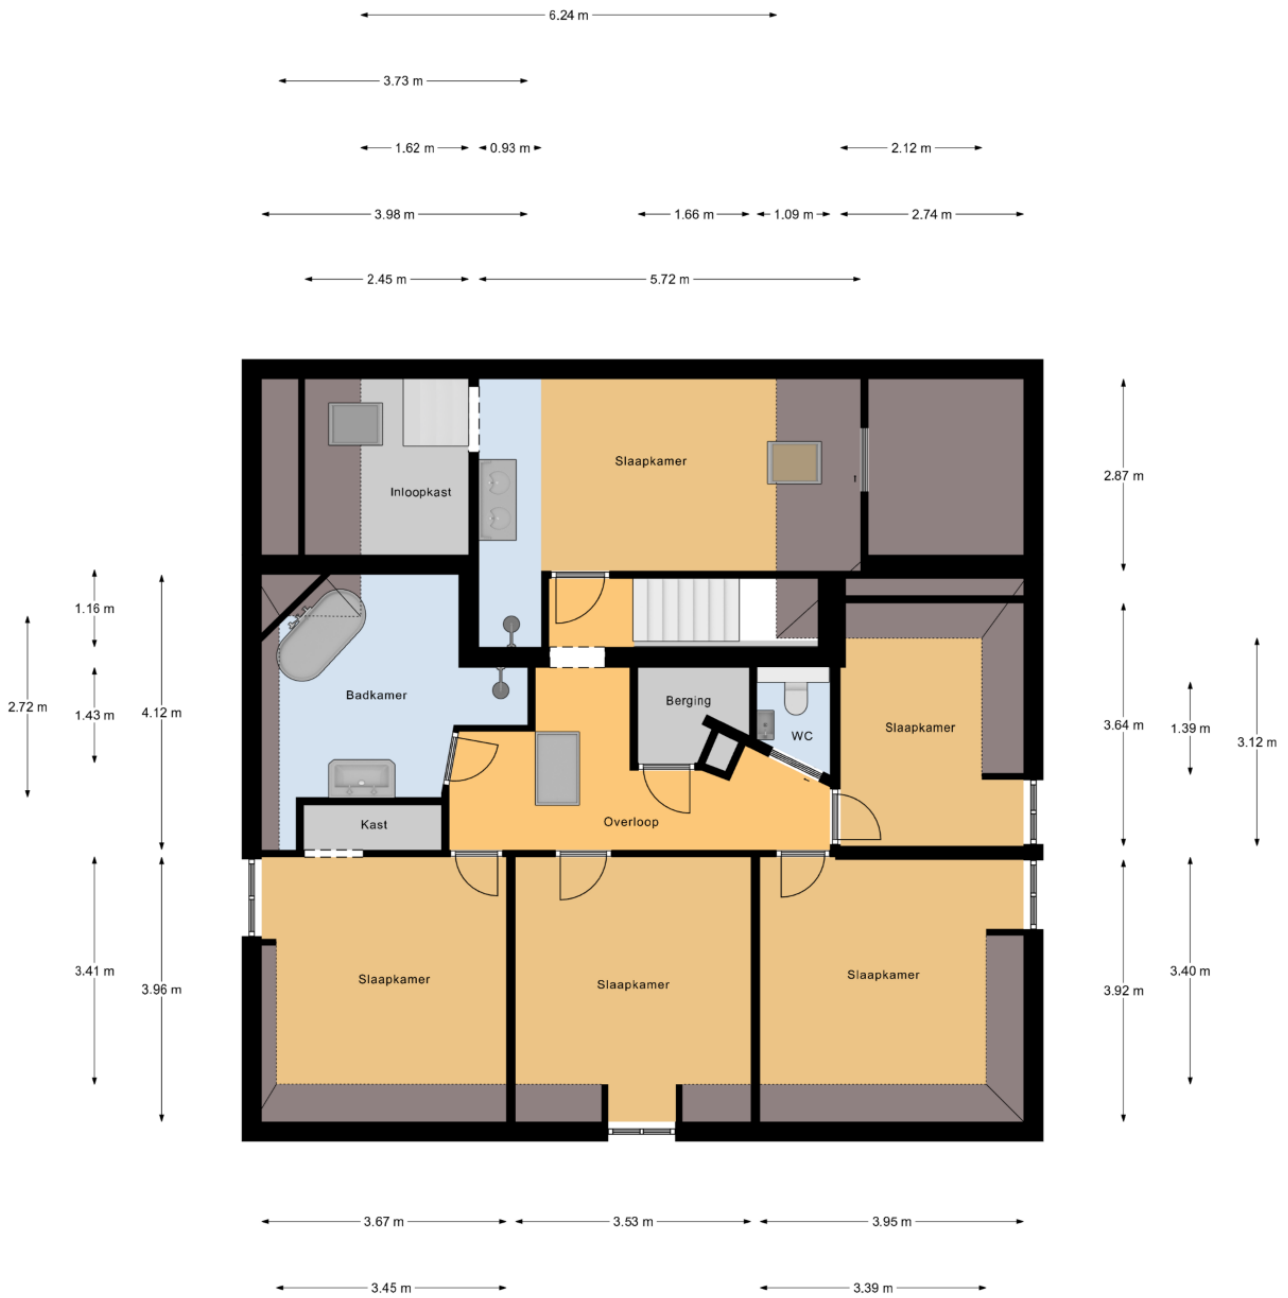 6.24 m
3.73 m
1.62 m
0.93 m
2.12 m
3.98 m
1.66 m
1.09 m
2.74 m
2.45 m
5.72 m
Slaapkamer
2.87 m
Inloopkast
1.16 m
Badkamer
Berging
2.72 m
1.43 m
4.12 m
WC
Slaapkamer
3.64 m
1.39 m
3.12 m
Kast
Overloop
3.41 m
3.96 m
Slaapkamer
Slaapkamer
Slaapkamer
3.92 m
3.40 m
3.67 m
3.53 m
3.95 m
3.45 m
3.39 m